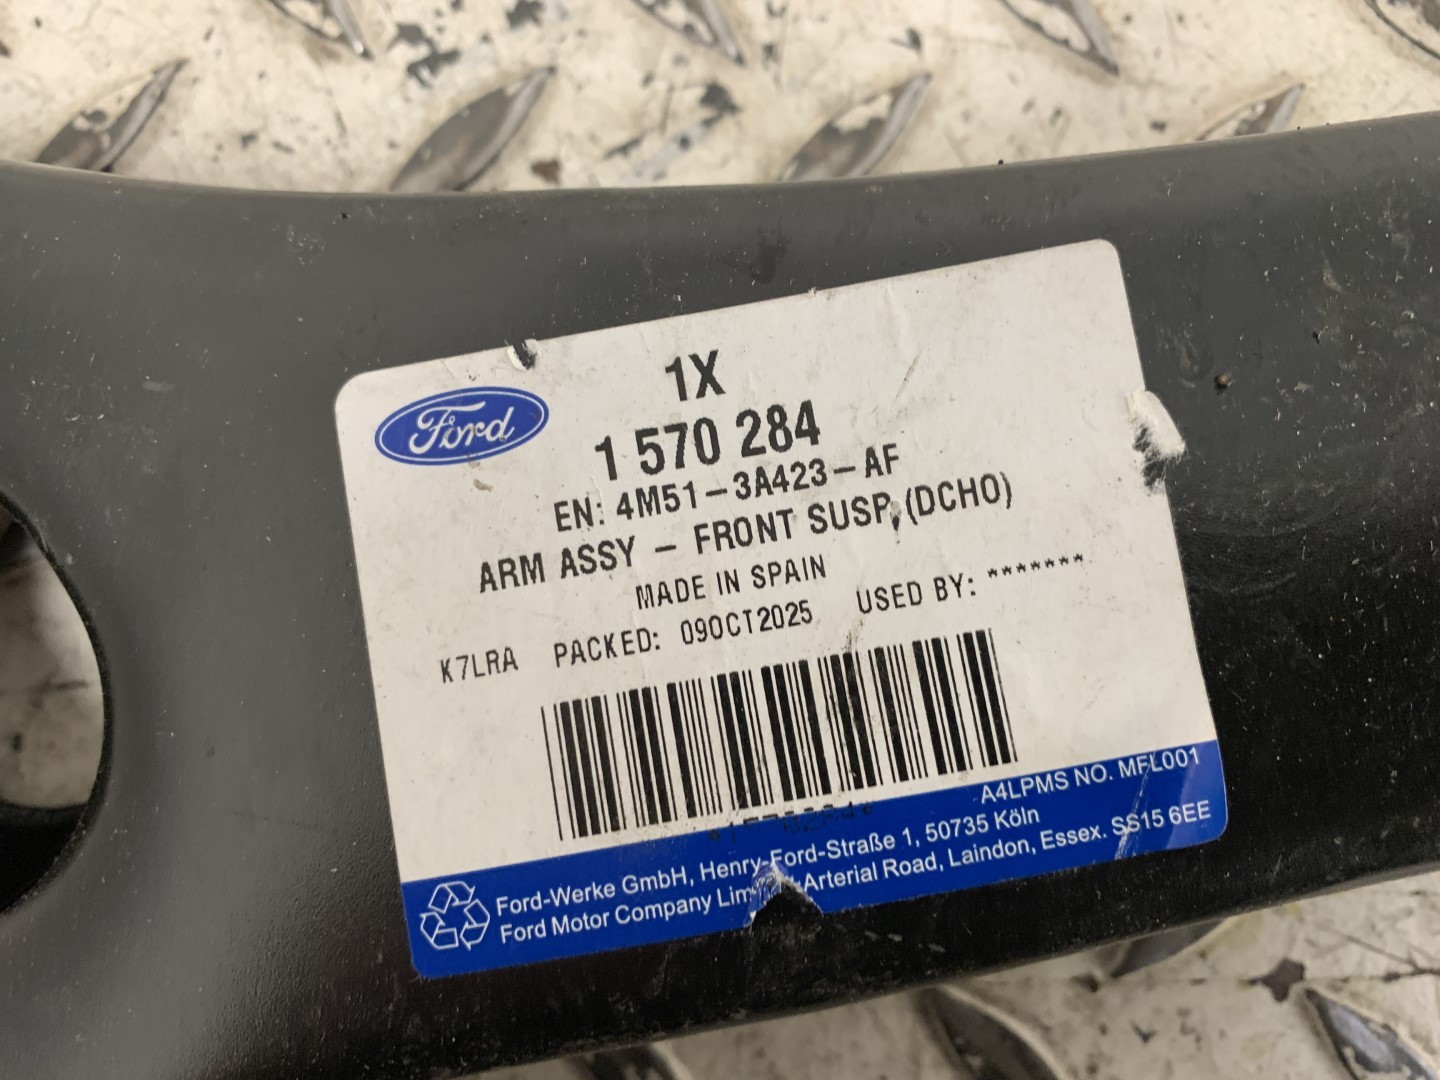 Ford
1X
1 570 284
EN: 4M51-3A423-AF
ARM ASSY - FRONT SUSP,(DCHO)
MADE IN SPAIN
K7LRA PACKED: 09OCT2025 USED BY: *******
A4LPMS NO. MFL001
Ford-Werke GmbH, Henry-Ford-Straße 1, 50735 Köln
Ford Motor Company Arterial Road, Laindon, Essex. SS15 6EE